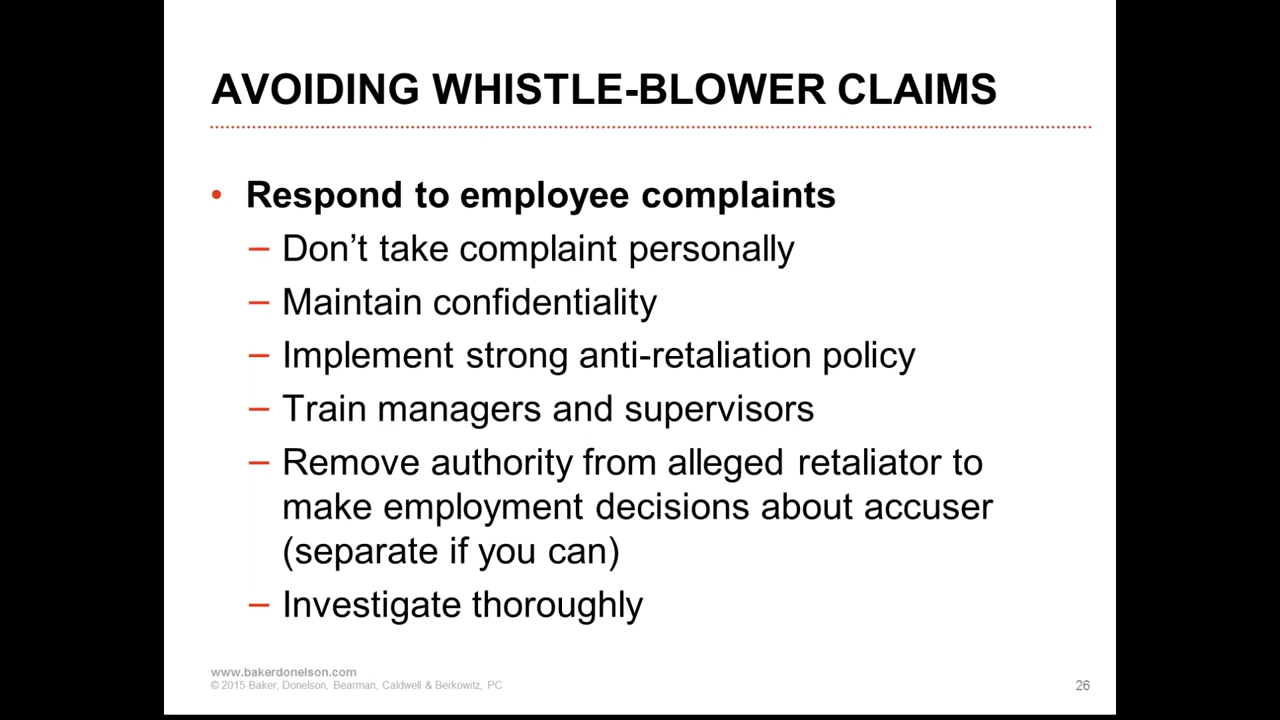 AVOIDING WHISTLE-BLOWER CLAIMS
• Respond to employee complaints
– Don’t take complaint personally
– Maintain confidentiality
– Implement strong anti-retaliation policy
– Train managers and supervisors
– Remove authority from alleged retaliator to
make employment decisions about accuser
(separate if you can)
– Investigate thoroughly
www.bakerdonelson.com
© 2015 Baker, Donelson, Bearman, Caldwell & Berkowitz, PC
26